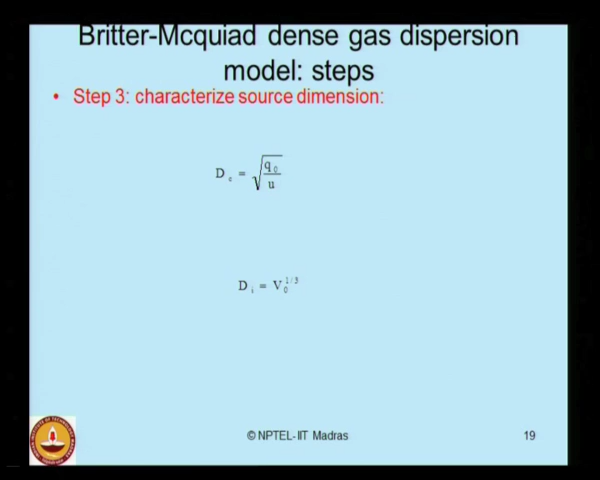 Britter-Mcquiad dense gas dispersion
model: steps
• Step 3: characterize source dimension:
D_c = √(q_0/u)
D_i = V_0^{1/3}
© NPTEL- IIT Madras
19